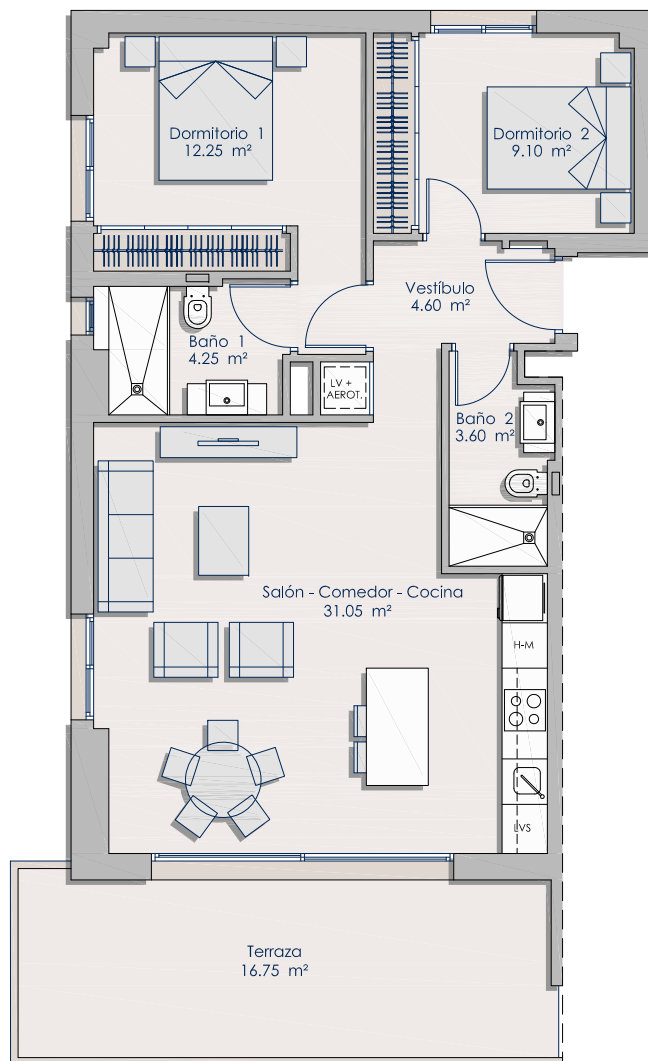 Dormitorio 1
12.25 m²
Dormitorio 2
9.10 m²
Vestíbulo
4.60 m²
Baño 1
4.25 m²
LV +
AEROT.
Baño 2
3.60 m²
Salón - Comedor - Cocina
31.05 m²
H-M
LVS
Terraza
16.75 m²